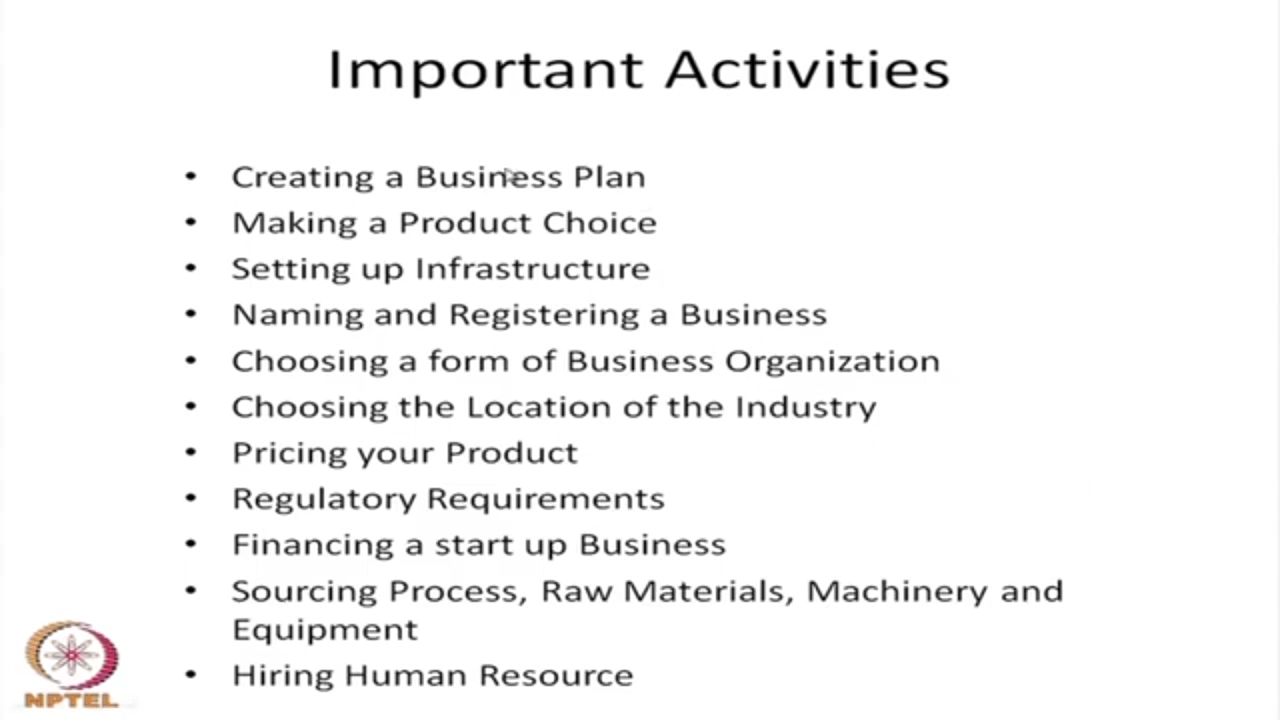 Important Activities
• Creating a Business Plan
• Making a Product Choice
• Setting up Infrastructure
• Naming and Registering a Business
• Choosing a form of Business Organization
• Choosing the Location of the Industry
• Pricing your Product
• Regulatory Requirements
• Financing a start up Business
• Sourcing Process, Raw Materials, Machinery and
Equipment
• Hiring Human Resource
NPTEL